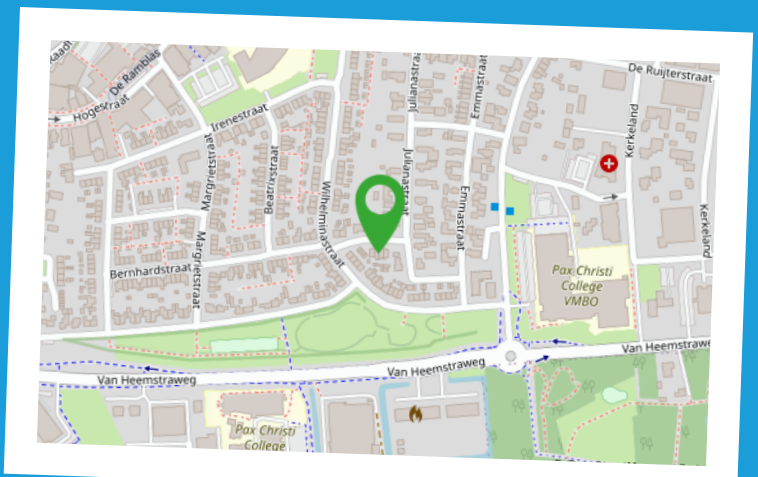 De Ramblas
Hogestraat
Irenestraat
Margrietstraat
Beatrixstraat
Wilhelminastraat
Julianastraat
Julianastraat
Emmastraat
Emmastraat
De Ruijterstraat
Kerkeland
Kerkeland
Margrietstraat
Bernhardstraat
Pax Christi
College
VMBO
Van Heemstraweg
Van Heemstraweg
Van Heemstrawe
Pax Christi
College